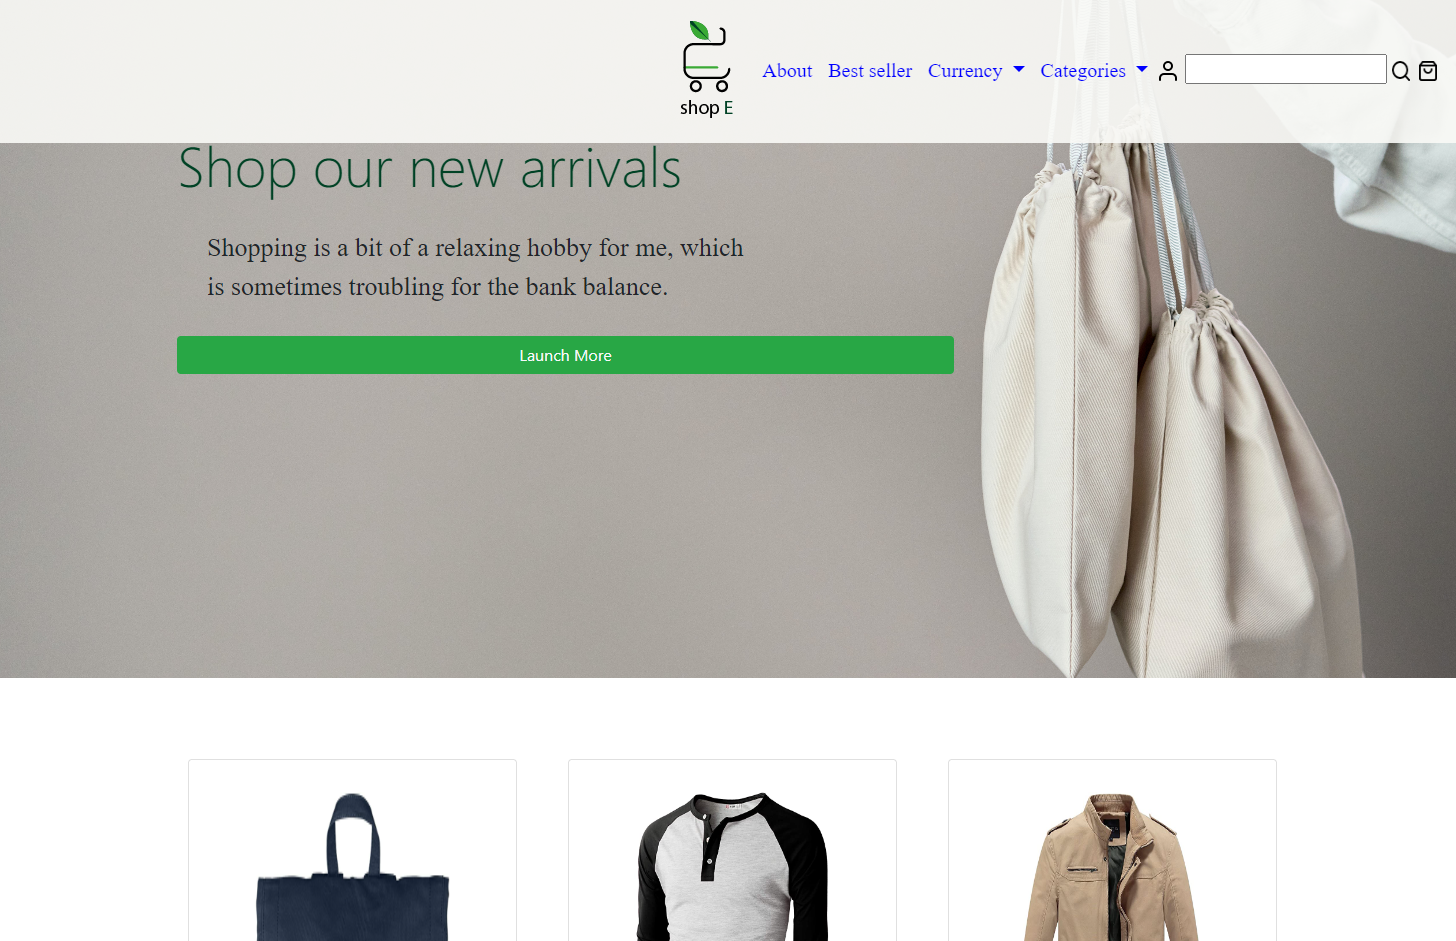 shop E
About Best seller Currency Categories
Shop our new arrivals
Shopping is a bit of a relaxing hobby for me, which
is sometimes troubling for the bank balance.
Launch More